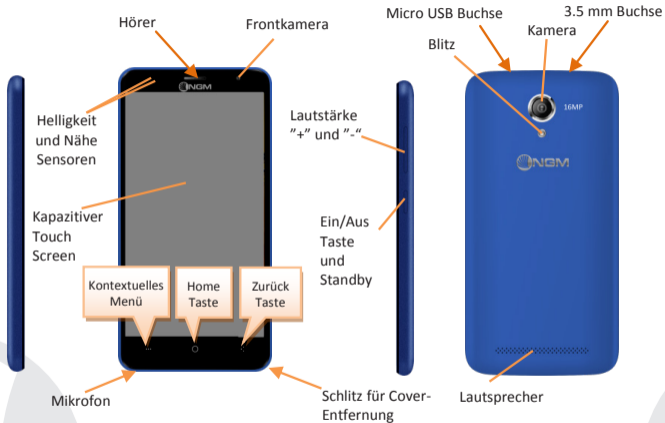 Hörer
Frontkamera
Micro USB Buchse
3.5 mm Buchse
Blitz
Kamera
Helligkeit
und Nähe
Sensoren
NGM
Lautstärke
”+” und ”-“
16MP
NGM
Kapazitiver
Touch
Screen
Ein/Aus
Taste
und
Standby
Kontextuelles
Menü
Home
Taste
Zurück
Taste
Mikrofon
Schlitz für Cover-
Entfernung
Lautsprecher